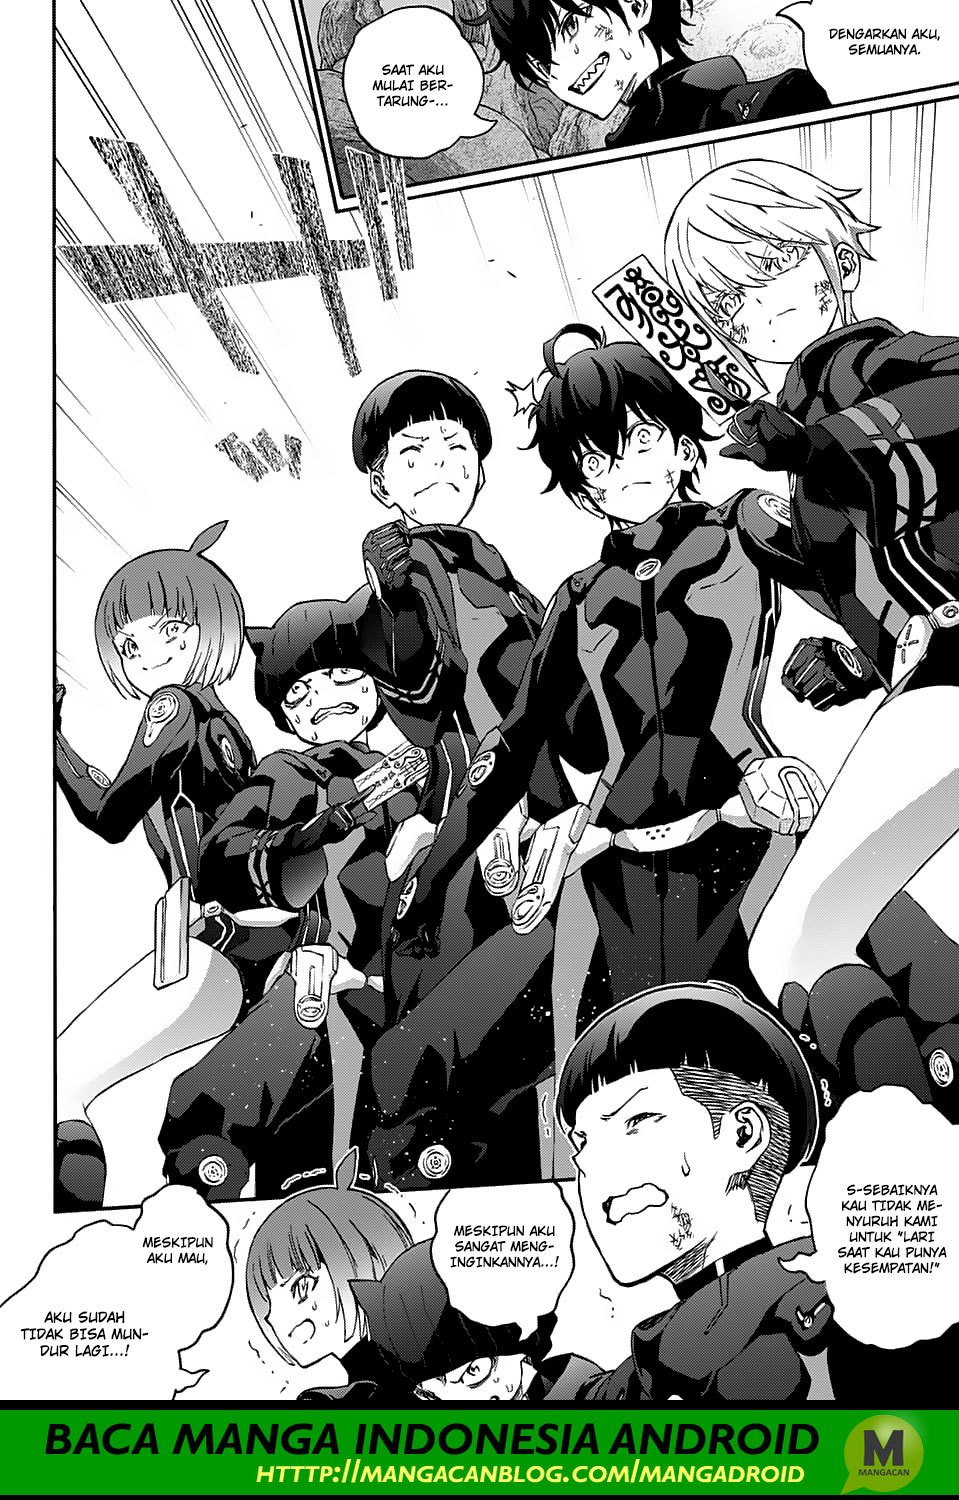 DENGARKAN AKU,
SEMUANYA.
SAAT AKU
MULAI BER-
TARUNG-...
S-SEBAIKNYA
KAU TIDAK ME-
NYURUH KAMI
UNTUK "LARI
SAAT KAU PUNYA
KESEMPATAN!"
MESKIPUN AKU
SANGAT MENG-
INGINKANNYA...!
MESKIPUN
AKU MAU,
AKU SUDAH
TIDAK BISA MUN-
DUR LAGI...!
BACA MANGA INDONESIA ANDROID
HTTTP://MANGACANBLOG.COM/MANGADROID
M
MANGACAN